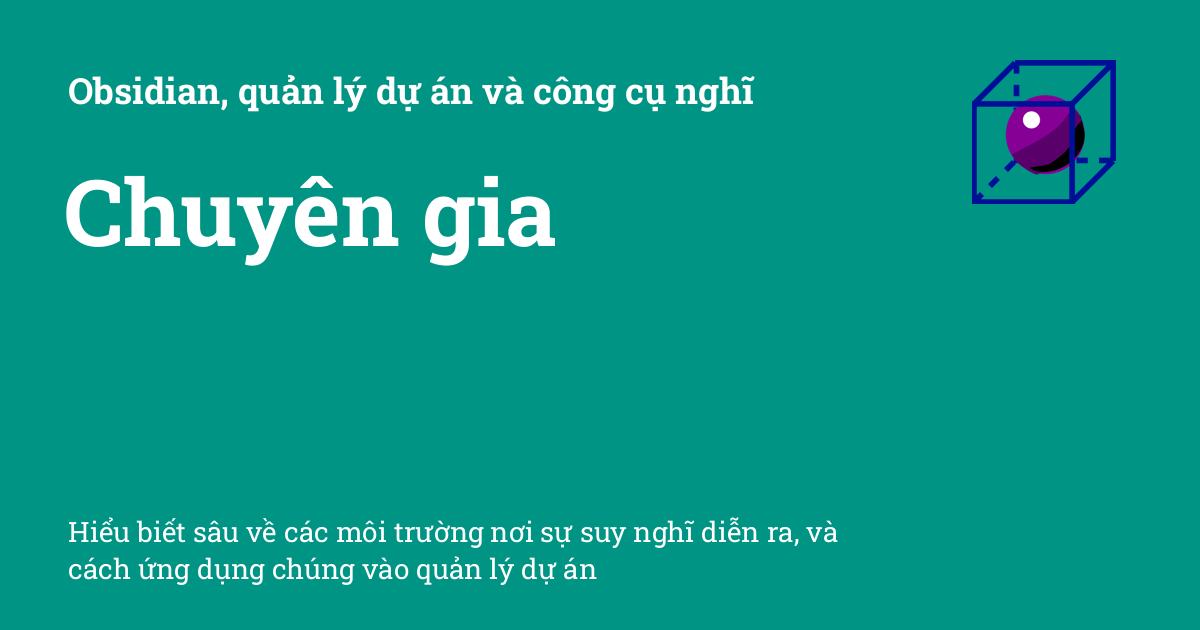 Obsidian, quản lý dự án và công cụ nghĩ
Chuyên gia
Hiểu biết sâu về các môi trường nơi sự suy nghĩ diễn ra, và
cách ứng dụng chúng vào quản lý dự án